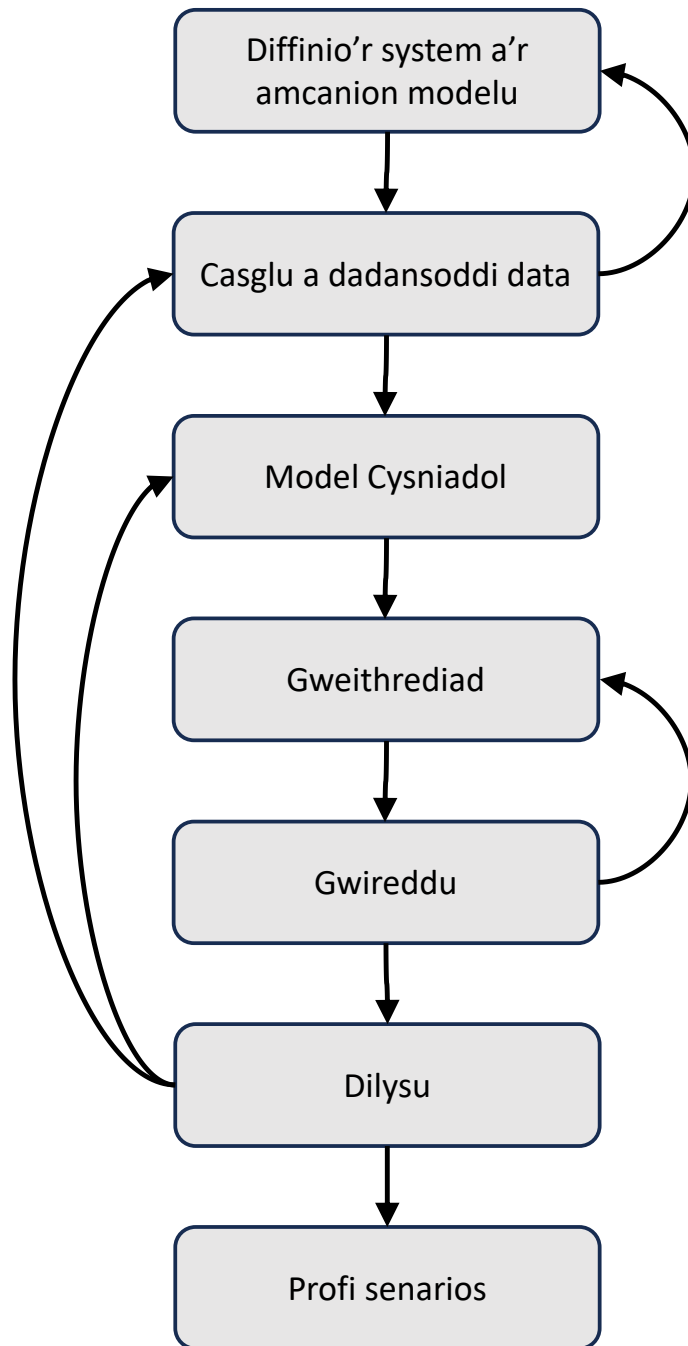 Diffinio’r system a’r
amcanion modelu
Casglu a dadansoddi data
Model Cysniadol
Gweithrediad
Gwireddu
Dilysu
Profi senarios